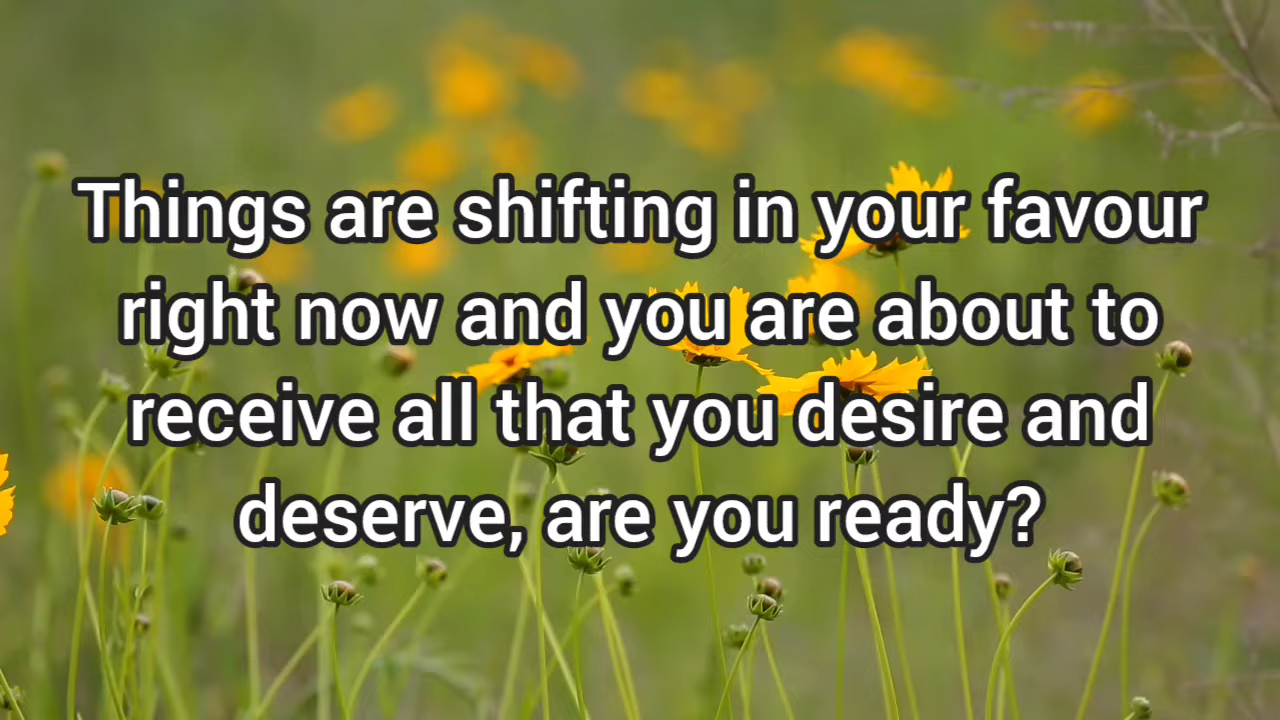 Things are shifting in your favour
right now and you are about to
receive all that you desire and
deserve, are you ready?